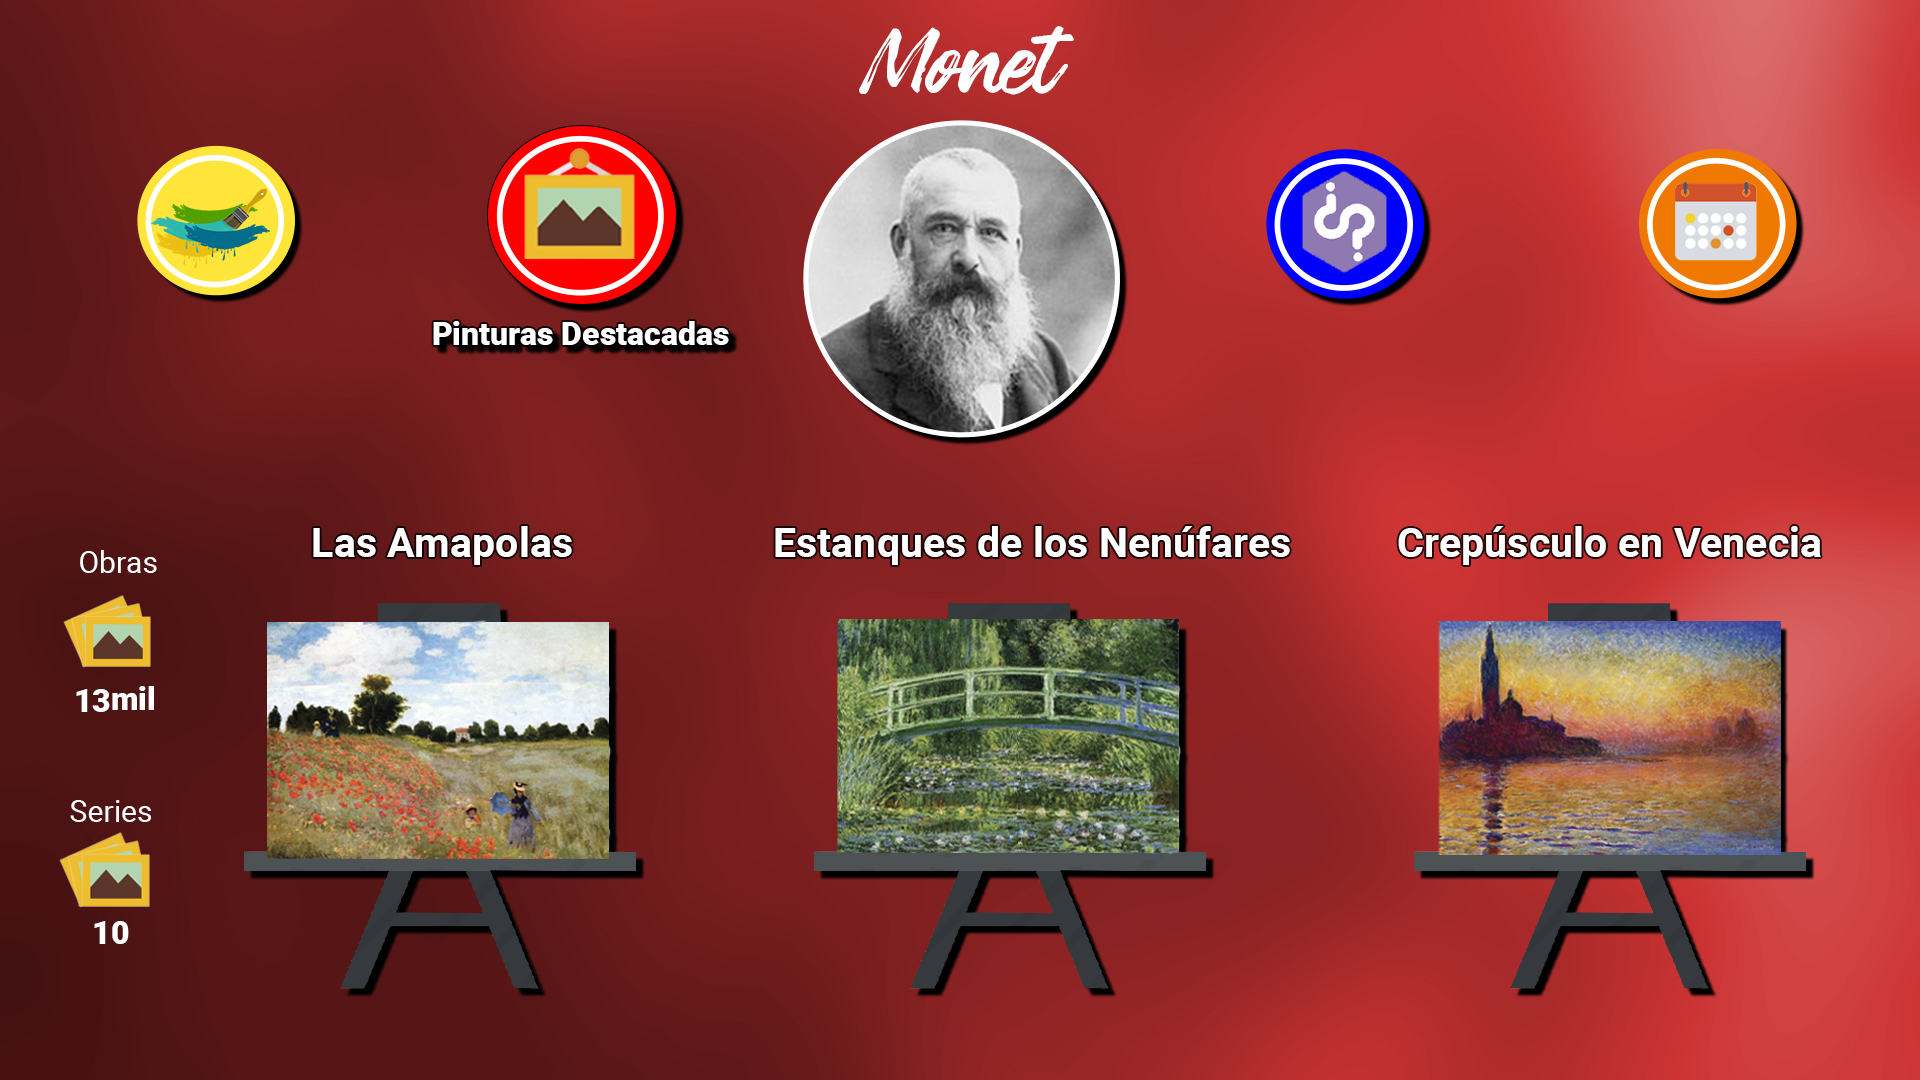 Monet
Pinturas Destacadas
Las Amapolas
Estanques de los Nenúfares
Crepúsculo en Venecia
Obras
13mil
Series
10